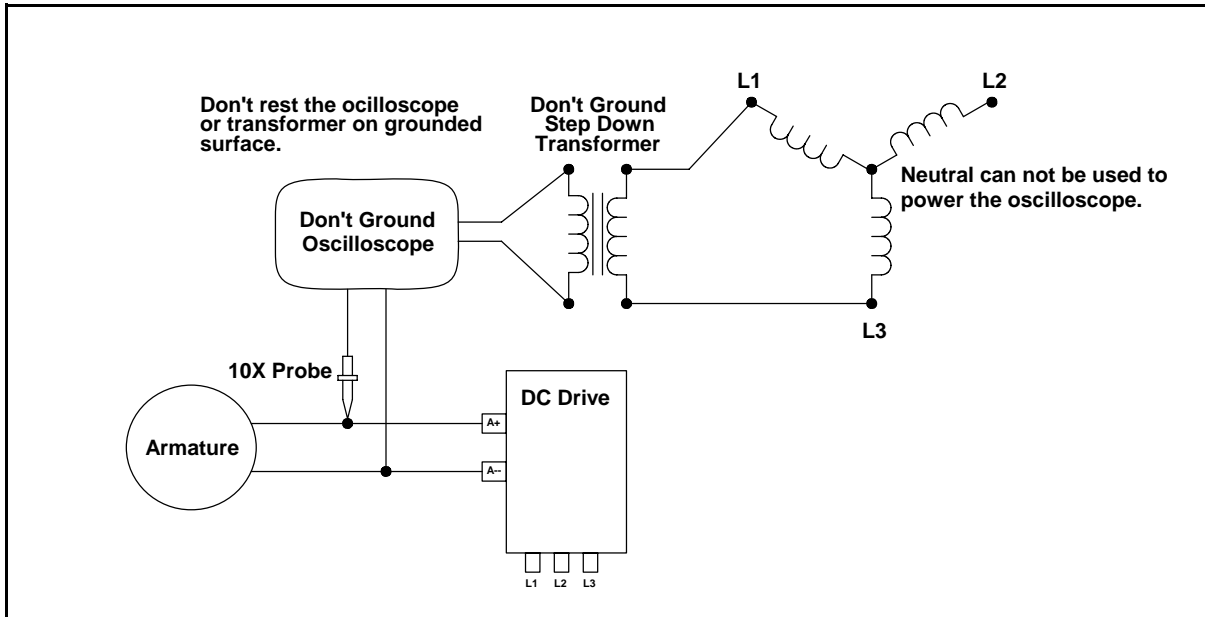 L1
L2
Don't rest the ocilloscope
or transformer on grounded
surface.
Don't Ground
Step Down
Transformer
Neutral can not be used to
power the oscilloscope.
Don't Ground
Oscilloscope
L3
10X Probe
DC Drive
Armature
A+
A--
L1 L2 L3